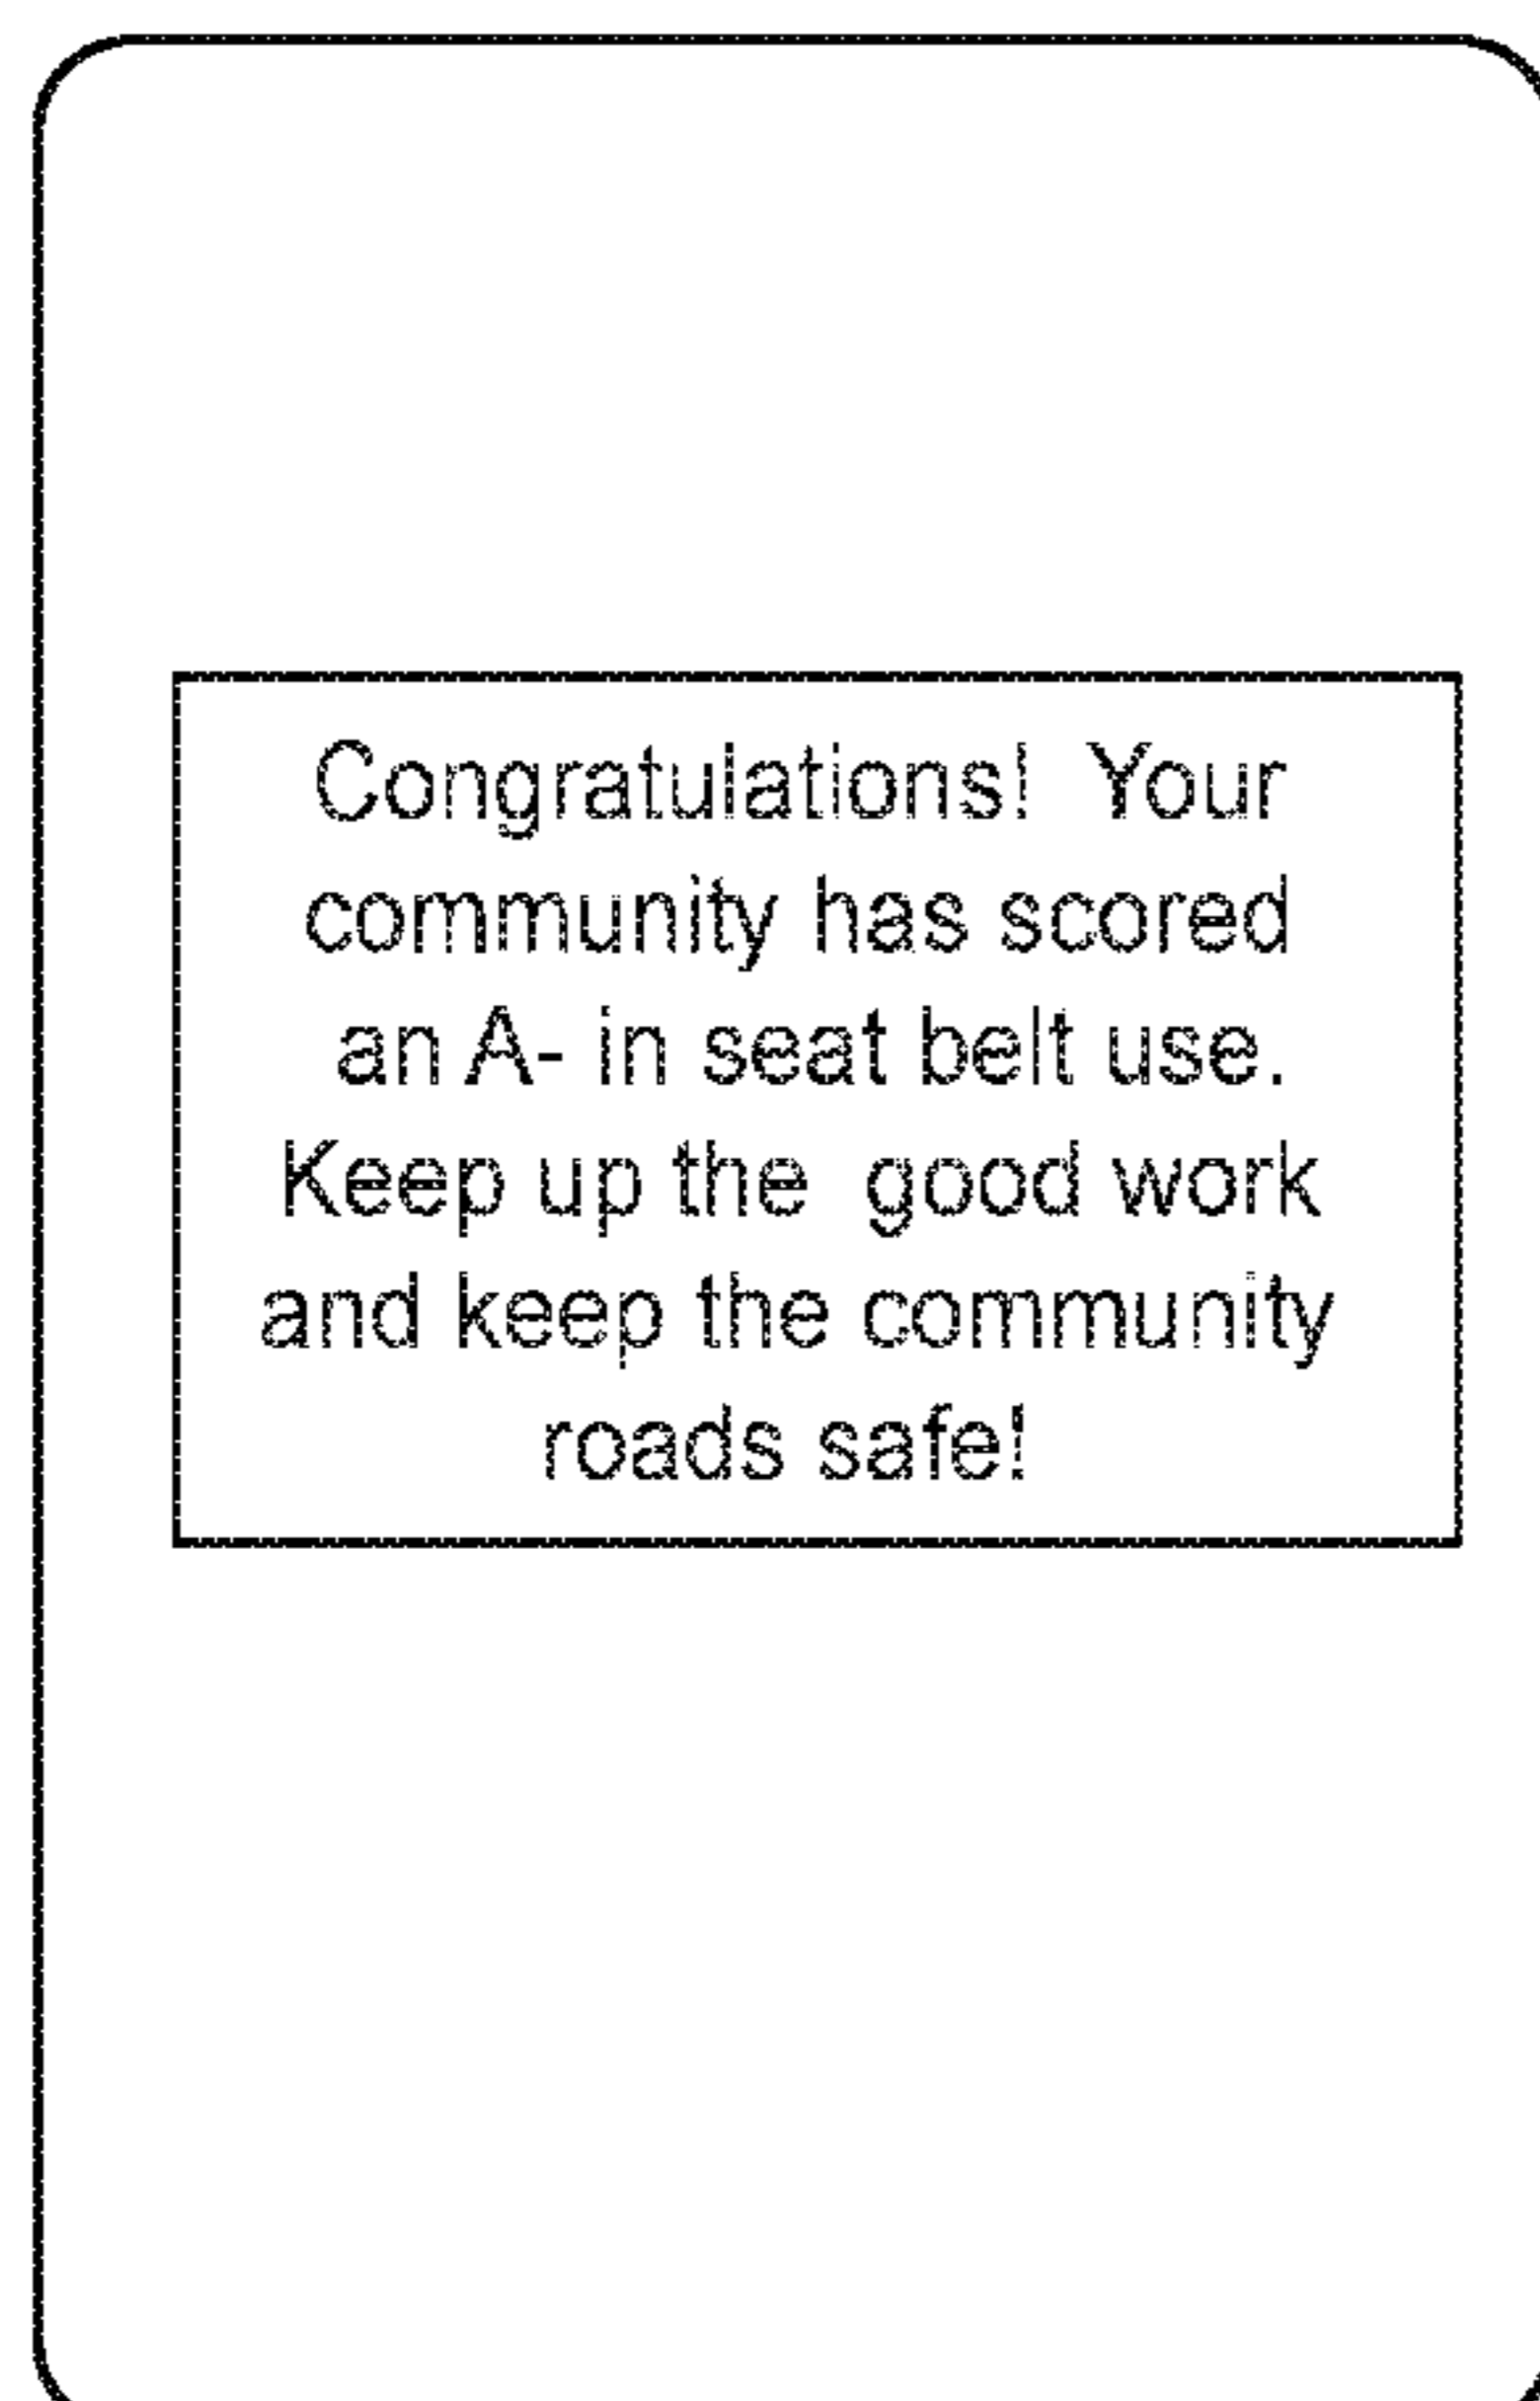 Congratulations!  Your
community has scored
an A- in seat belt use.
Keep up the  good work
and keep the community
roads safe!